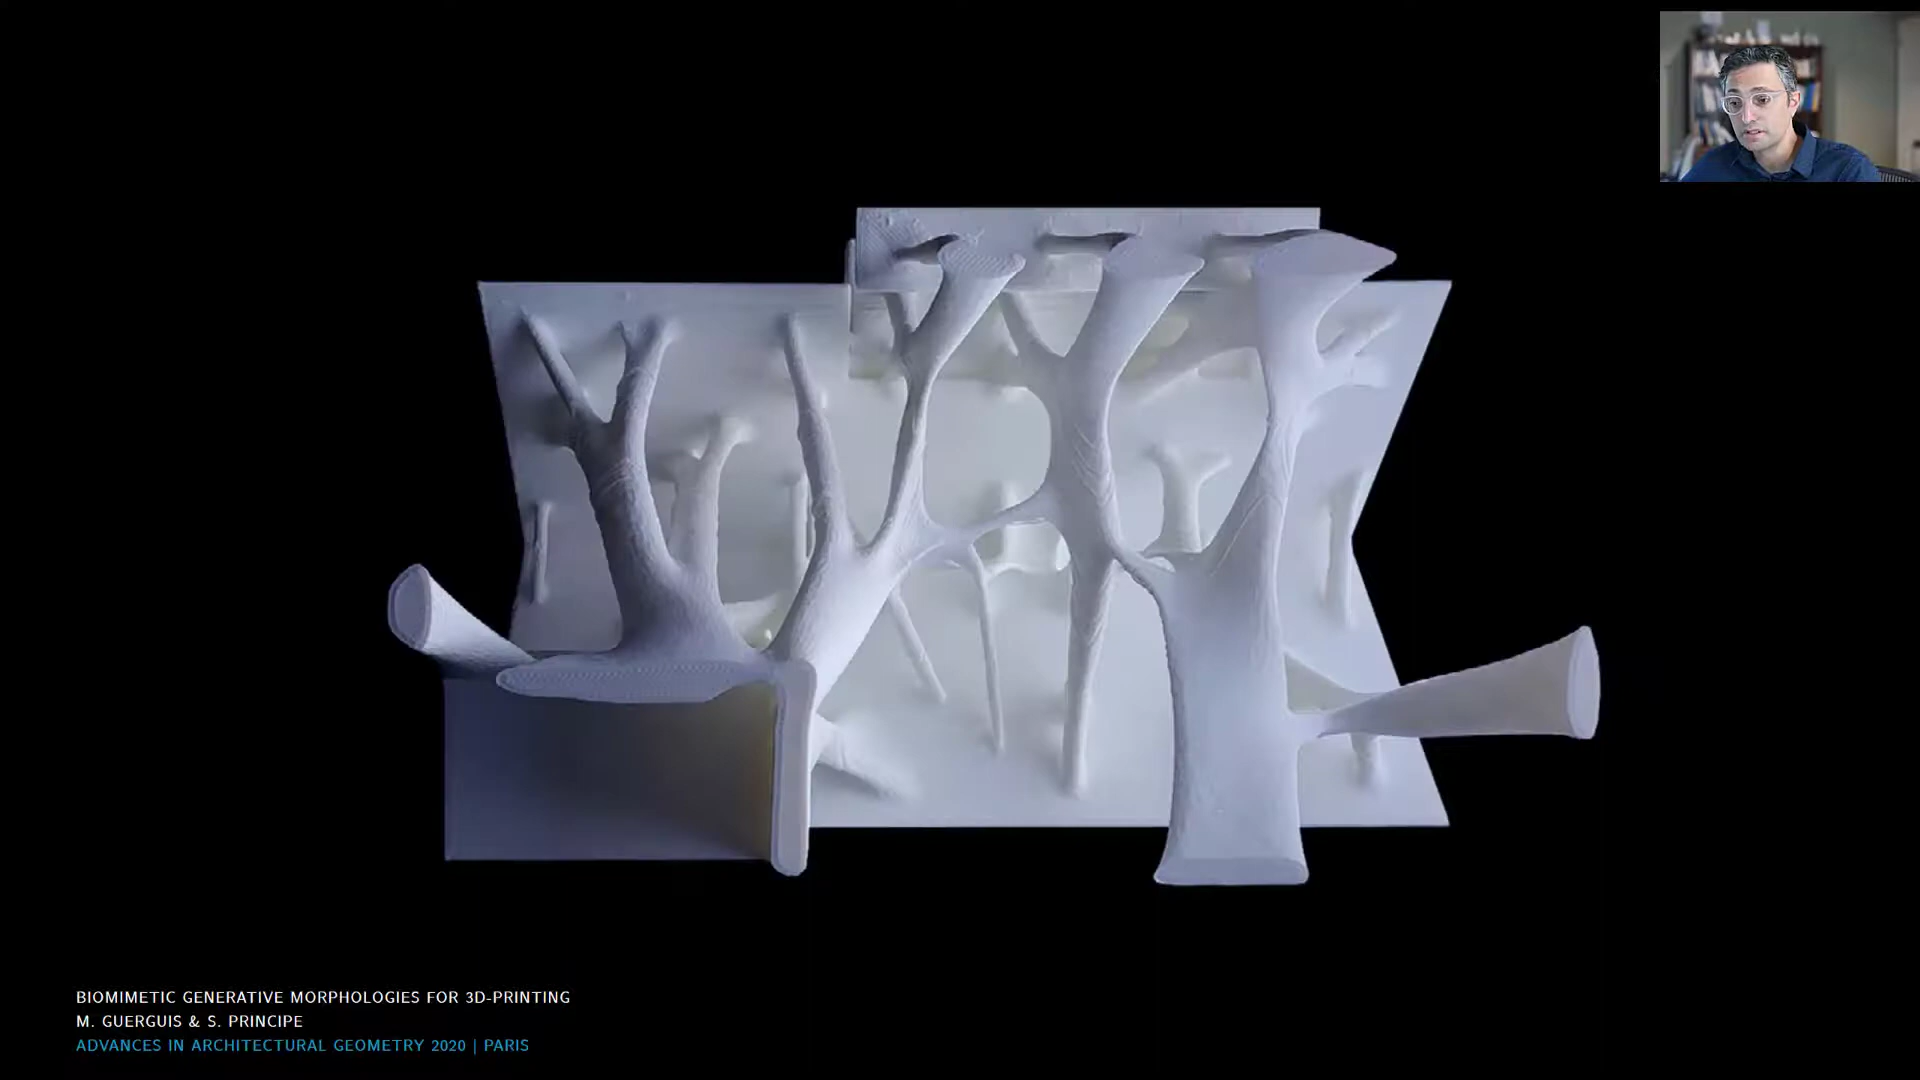 BIOMIMETIC GENERATIVE MORPHOLOGIES FOR 3D-PRINTING
M. GUERGUIS & S. PRINCIPE
ADVANCES IN ARCHITECTURAL GEOMETRY 2020 | PARIS